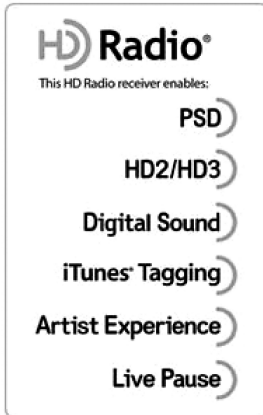 HD Radio®
This HD Radio receiver enables:
PSD
HD2/HD3
Digital Sound
iTunes® Tagging
Artist Experience
Live Pause